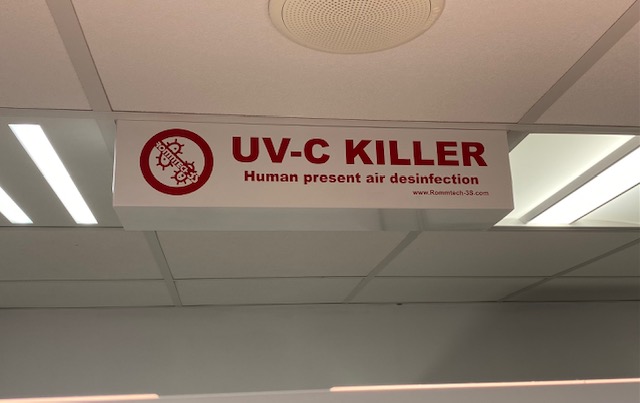 UV-C KILLER
Human present air desinfection
www.Rommtech-3S.com